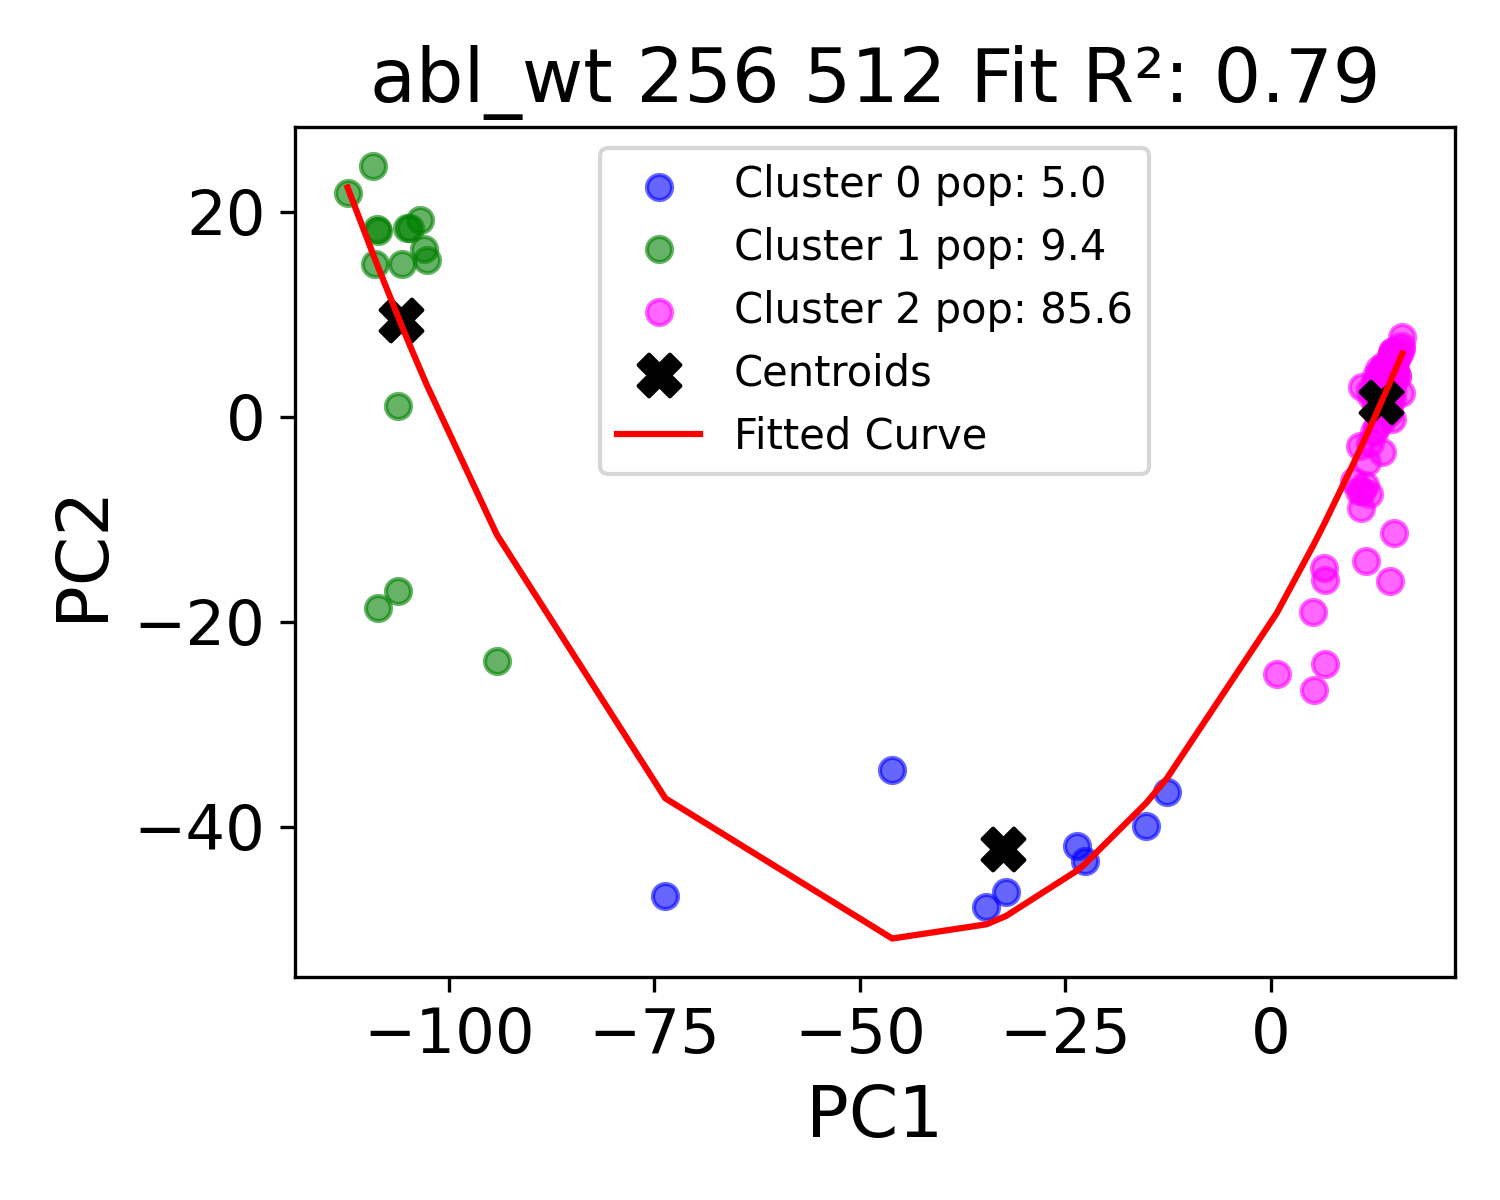 abl_wt 256 512 Fit R²: 0.79
Cluster 0 pop: 5.0
Cluster 1 pop: 9.4
Cluster 2 pop: 85.6
Centroids
Fitted Curve
20
0
−20
−40
PC2
−100 −75 −50 −25 0
PC1